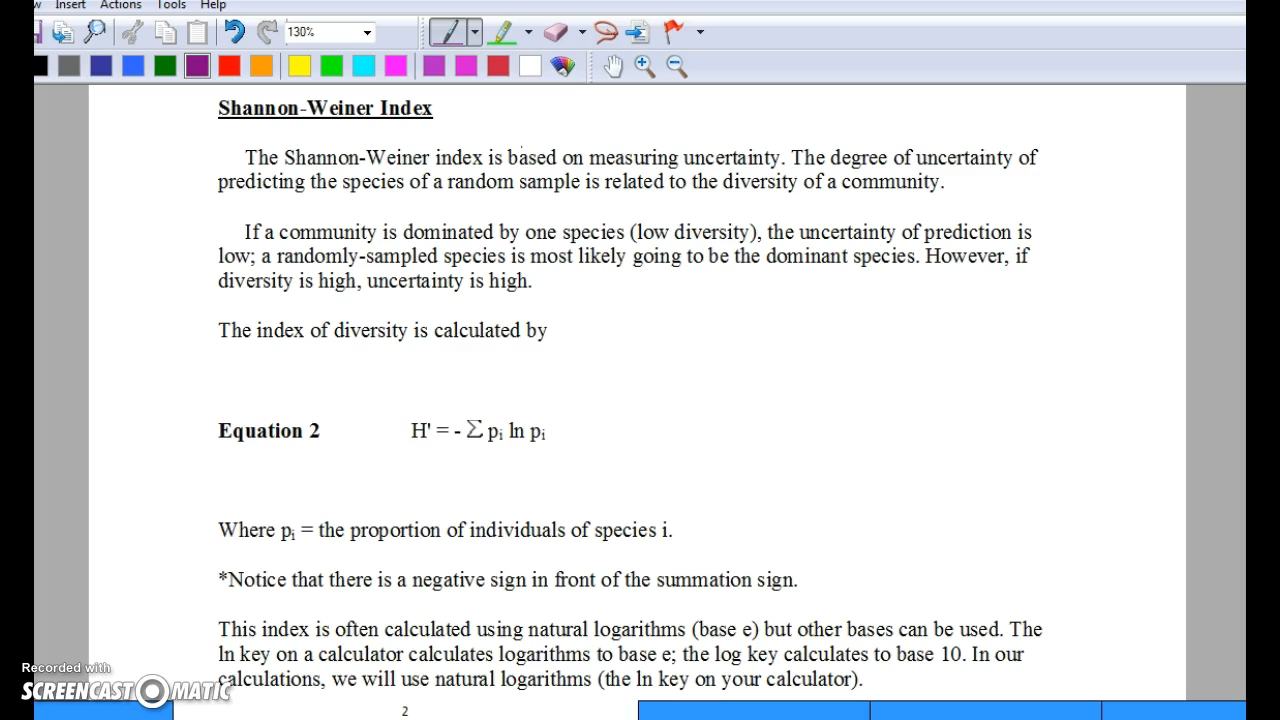 w Insert Actions Tools Help
130%
Shannon-Weiner Index
The Shannon-Weiner index is based on measuring uncertainty. The degree of uncertainty of
predicting the species of a random sample is related to the diversity of a community.
If a community is dominated by one species (low diversity), the uncertainty of prediction is
low; a randomly-sampled species is most likely going to be the dominant species. However, if
diversity is high, uncertainty is high.
The index of diversity is calculated by
Equation 2 H' = - Σ pᵢ ln pᵢ
Where pᵢ = the proportion of individuals of species i.
*Notice that there is a negative sign in front of the summation sign.
This index is often calculated using natural logarithms (base e) but other bases can be used. The
ln key on a calculator calculates logarithms to base e; the log key calculates to base 10. In our
calculations, we will use natural logarithms (the ln key on your calculator).
Recorded with
SCREENCAST MATIC
2